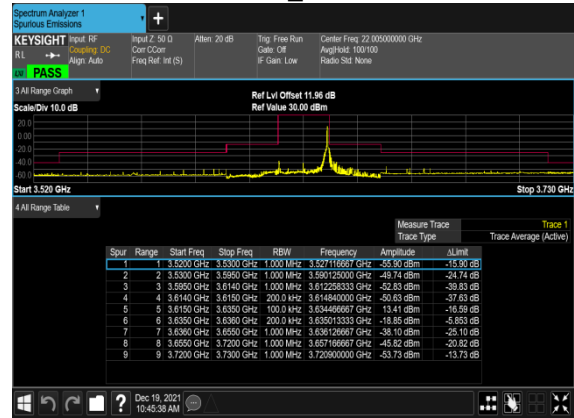 Spectrum Analyzer 1
Spurious Emissions
+
KEYSIGHT Input: RF Input Z: 50 Ω Atten: 20 dB Trig: Free Run Center Freq: 22.005000000 GHz
RL Coupling: DC Corr CCorr Gate: Off Avg|Hold: 100/100
Align: Auto Freq Ref: Int (S) IF Gain: Low Radio Std: None
PASS
3 All Range Graph
Ref Lvl Offset 11.96 dB
Scale/Div 10.0 dB Ref Value 30.00 dBm
20.0
0.00
-20.0
-40.0
-60.0
Start 3.520 GHz Stop 3.730 GHz
4 All Range Table
Measure Trace Trace 1
Trace Type Trace Average (Active)
Spur Range Start Freq Stop Freq RBW Frequency Amplitude ΔLimit
1 1 3.5200 GHz 3.5300 GHz 1.000 MHz 3.527116667 GHz -55.90 dBm -15.90 dB
2 2 3.5300 GHz 3.5950 GHz 1.000 MHz 3.590125000 GHz -49.74 dBm -24.74 dB
3 3 3.5950 GHz 3.6140 GHz 1.000 MHz 3.612258333 GHz -52.83 dBm -39.83 dB
4 4 3.6140 GHz 3.6150 GHz 200.0 kHz 3.614840000 GHz -50.63 dBm -37.63 dB
5 5 3.6150 GHz 3.6350 GHz 100.0 kHz 3.634466667 GHz 13.41 dBm -16.59 dB
6 6 3.6350 GHz 3.6360 GHz 200.0 kHz 3.635013333 GHz -18.85 dBm -5.853 dB
7 7 3.6360 GHz 3.6550 GHz 1.000 MHz 3.636126667 GHz -38.10 dBm -25.10 dB
8 8 3.6550 GHz 3.7200 GHz 1.000 MHz 3.657166667 GHz -45.82 dBm -20.82 dB
9 9 3.7200 GHz 3.7300 GHz 1.000 MHz 3.720900000 GHz -53.73 dBm -13.73 dB
? Dec 19, 2021
10:45:38 AM